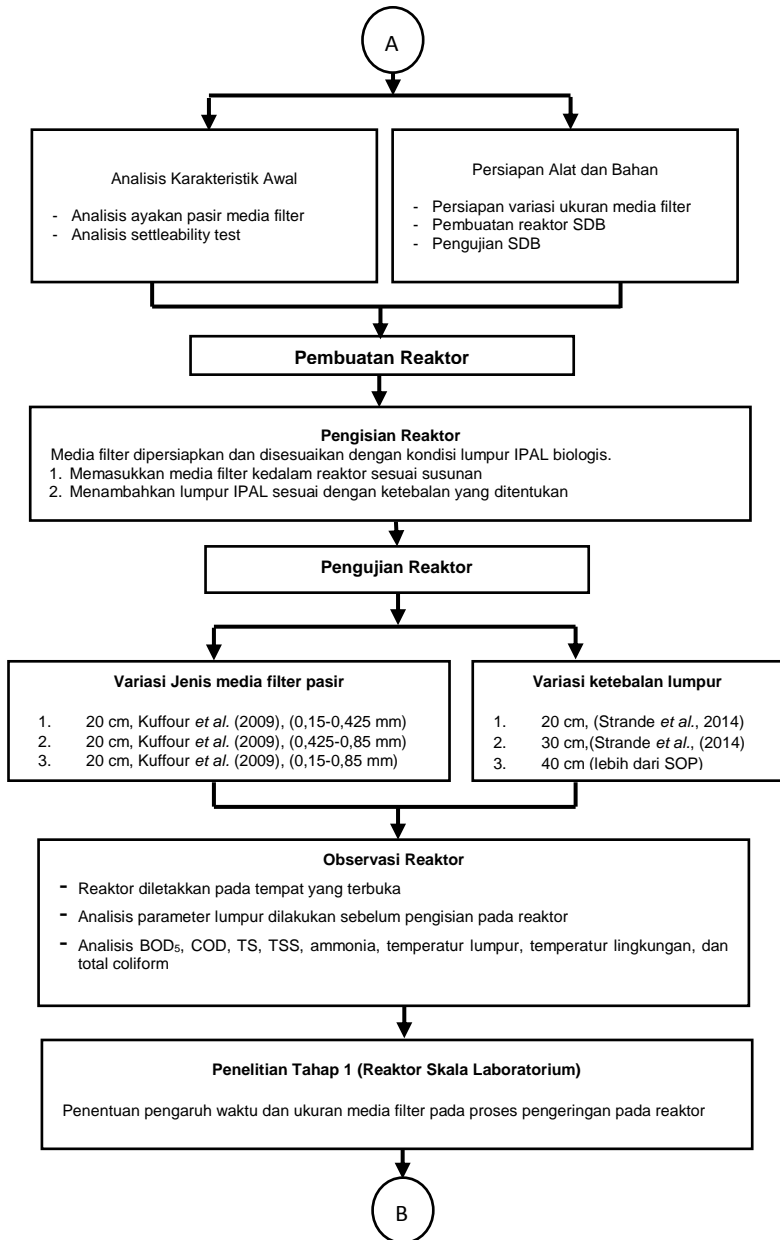 A
Analisis Karakteristik Awal
- Analisis ayakan pasir media filter
- Analisis settleability test
Persiapan Alat dan Bahan
- Persiapan variasi ukuran media filter
- Pembuatan reaktor SDB
- Pengujian SDB
Pembuatan Reaktor
Pengisian Reaktor
Media filter dipersiapkan dan disesuaikan dengan kondisi lumpur IPAL biologis.
1. Memasukkan media filter kedalam reaktor sesuai susunan
2. Menambahkan lumpur IPAL sesuai dengan ketebalan yang ditentukan
Pengujian Reaktor
Variasi Jenis media filter pasir
1. 20 cm, Kuffour et al. (2009), (0,15-0,425 mm)
2. 20 cm, Kuffour et al. (2009), (0,425-0,85 mm)
3. 20 cm, Kuffour et al. (2009), (0,15-0,85 mm)
Variasi ketebalan lumpur
1. 20 cm, (Strande et al., 2014)
2. 30 cm,(Strande et al., (2014)
3. 40 cm (lebih dari SOP)
Observasi Reaktor
- Reaktor diletakkan pada tempat yang terbuka
- Analisis parameter lumpur dilakukan sebelum pengisian pada reaktor
- Analisis BOD₅, COD, TS, TSS, ammonia, temperatur lumpur, temperatur lingkungan, dan
total coliform
Penelitian Tahap 1 (Reaktor Skala Laboratorium)
Penentuan pengaruh waktu dan ukuran media filter pada proses pengeringan pada reaktor
B